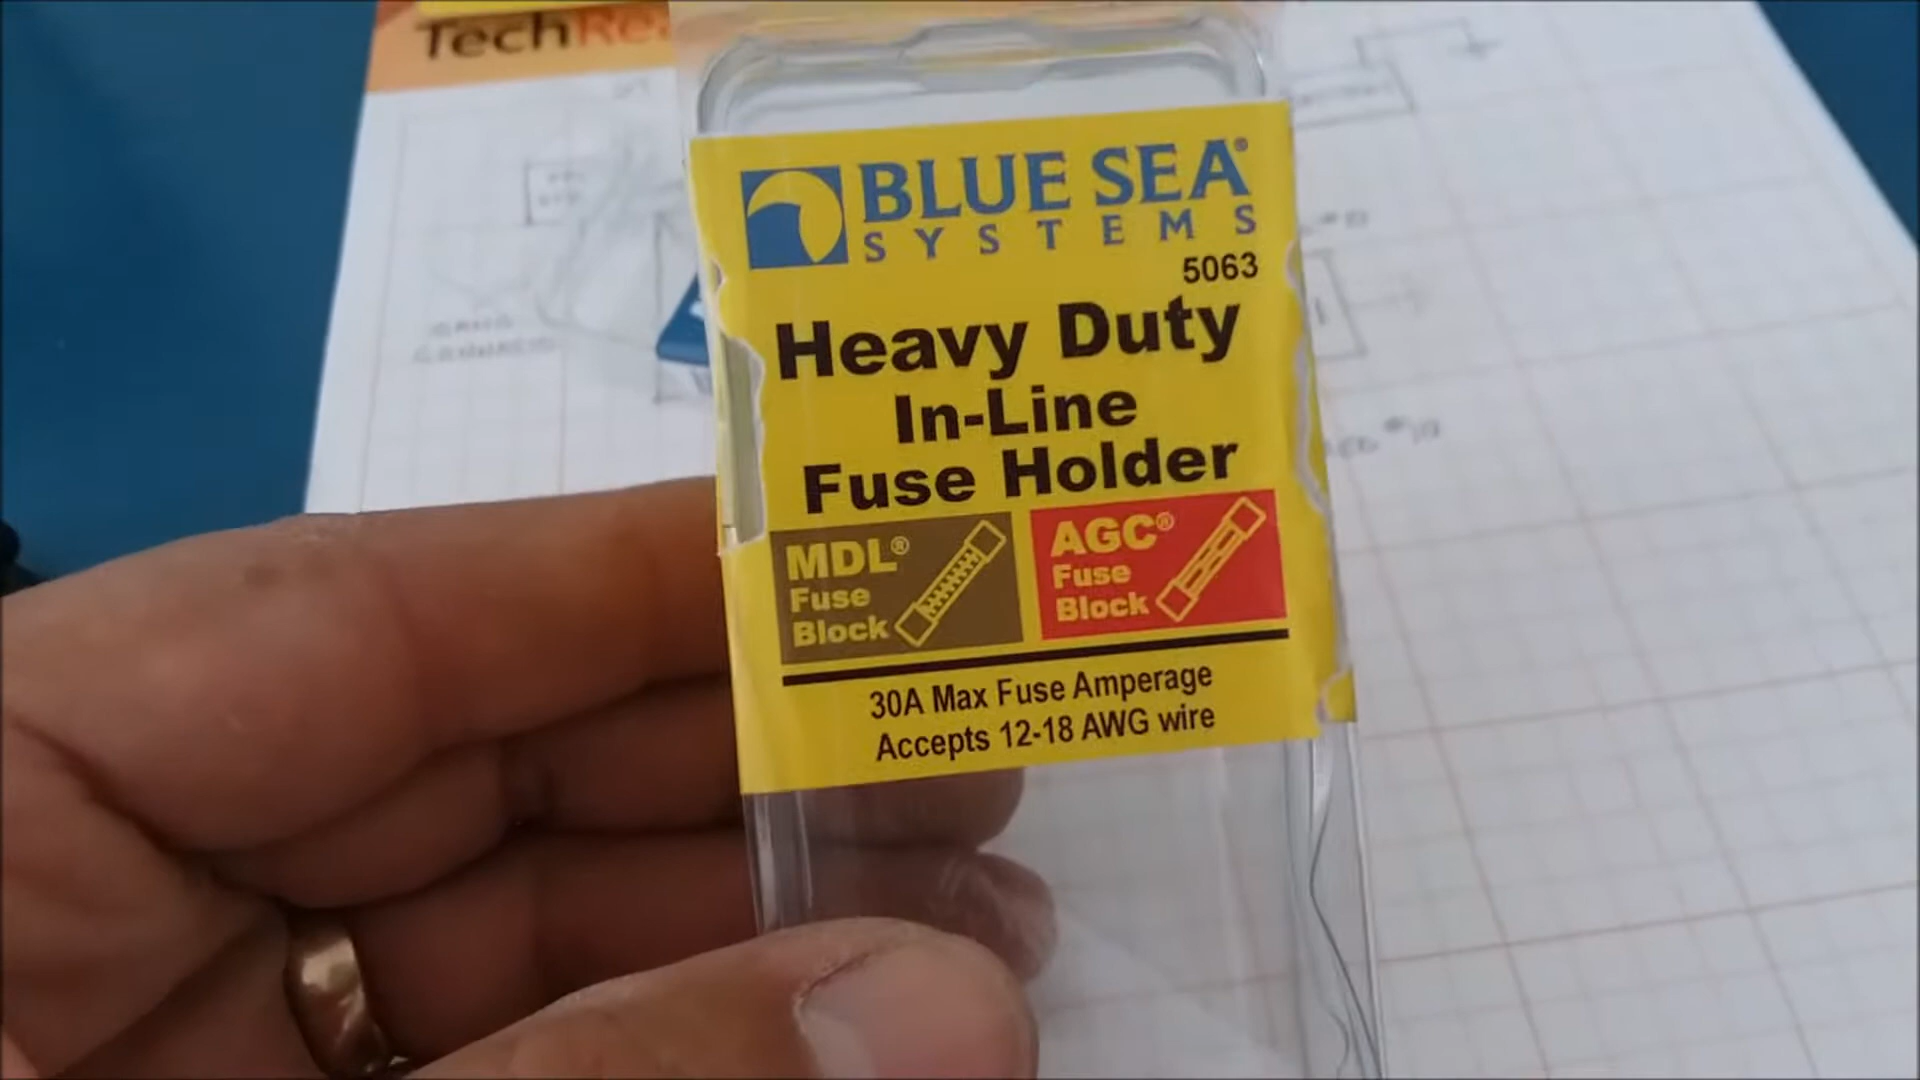 TechRe
BLUE SEA®
SYSTEMS
5063
Heavy Duty
In-Line
Fuse Holder
MDL®
Fuse
Block
AGC®
Fuse
Block
30A Max Fuse Amperage
Accepts 12-18 AWG wire